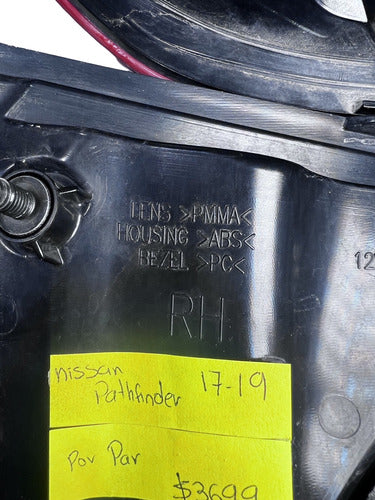 LENS >PMMA<
HOUSING >ABS<
BEZEL >PC<
12
RH
nissan 17-19
Pathfinder
Por Par
$3699